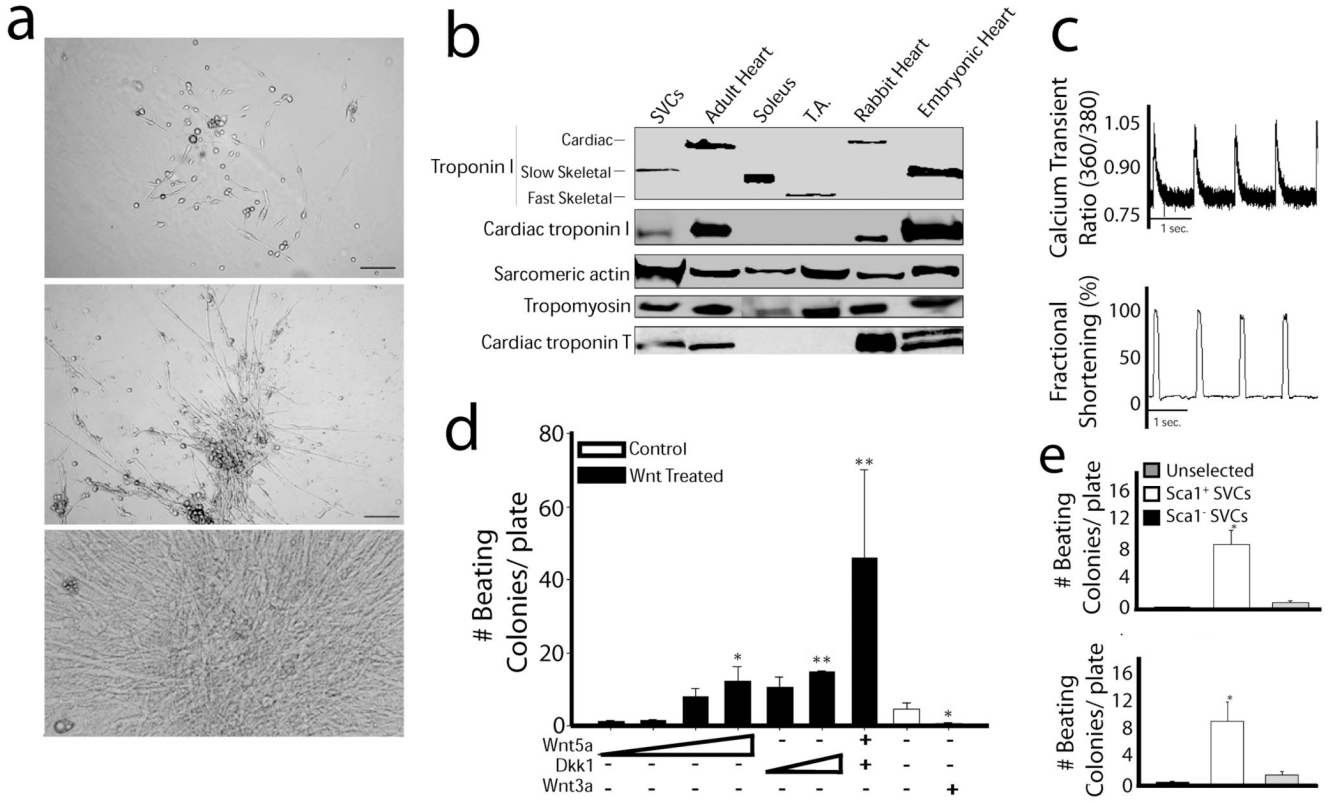 a
b
SVCs
Adult Heart
Soleus
T.A.
Rabbit Heart
Embryonic Heart
Troponin I
Cardiac
Slow Skeletal
Fast Skeletal
Cardiac troponin I
Sarcomeric actin
Tropomyosin
Cardiac troponin T
c
Calcium Transient
Ratio (360/380)
1.05
0.90
0.75
1 sec.
Fractional
Shortening (%)
100
50
0
1 sec.
d
# Beating
Colonies/ plate
80
60
40
20
0
Control
Wnt Treated
* ** ** *
Wnt5a - - + - -
Dkk1 - - - - + - -
Wnt3a - - - - - - - - +
e
# Beating
Colonies/ plate
16
12
8
4
0
Unselected
Sca1+ SVCs
Sca1- SVCs
*
# Beating
Colonies/ plate
16
12
8
4
0
*